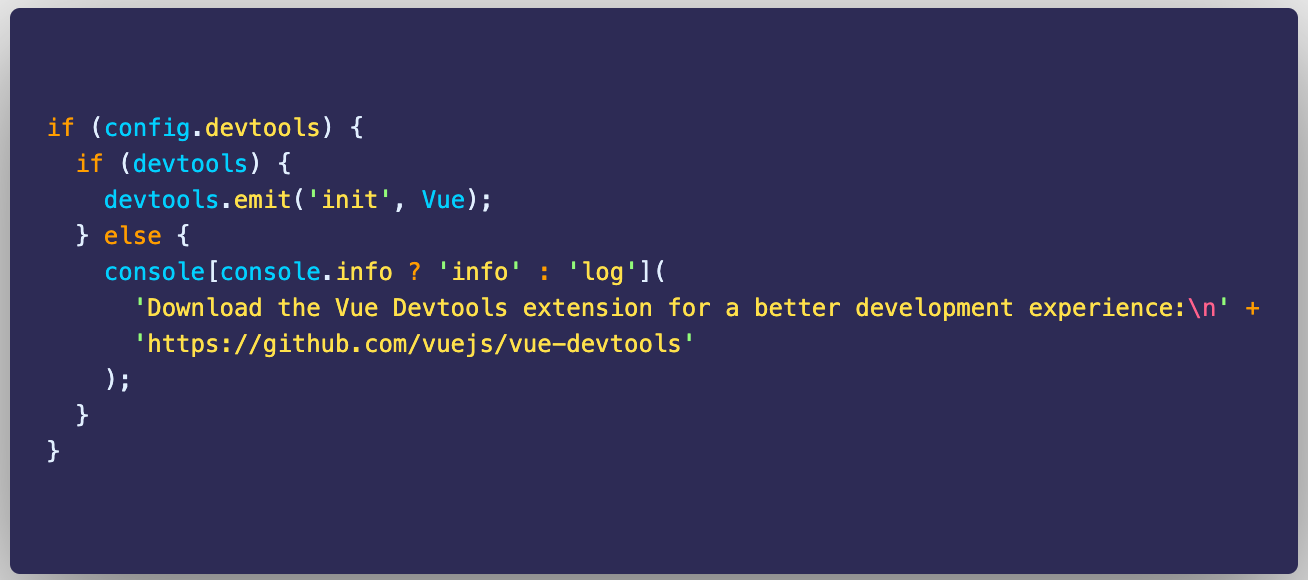 if (config.devtools) {
  if (devtools) {
    devtools.emit('init', Vue);
  } else {
    console[console.info ? 'info' : 'log'](
      'Download the Vue Devtools extension for a better development experience:\n' +
      'https://github.com/vuejs/vue-devtools'
    );
  }
}